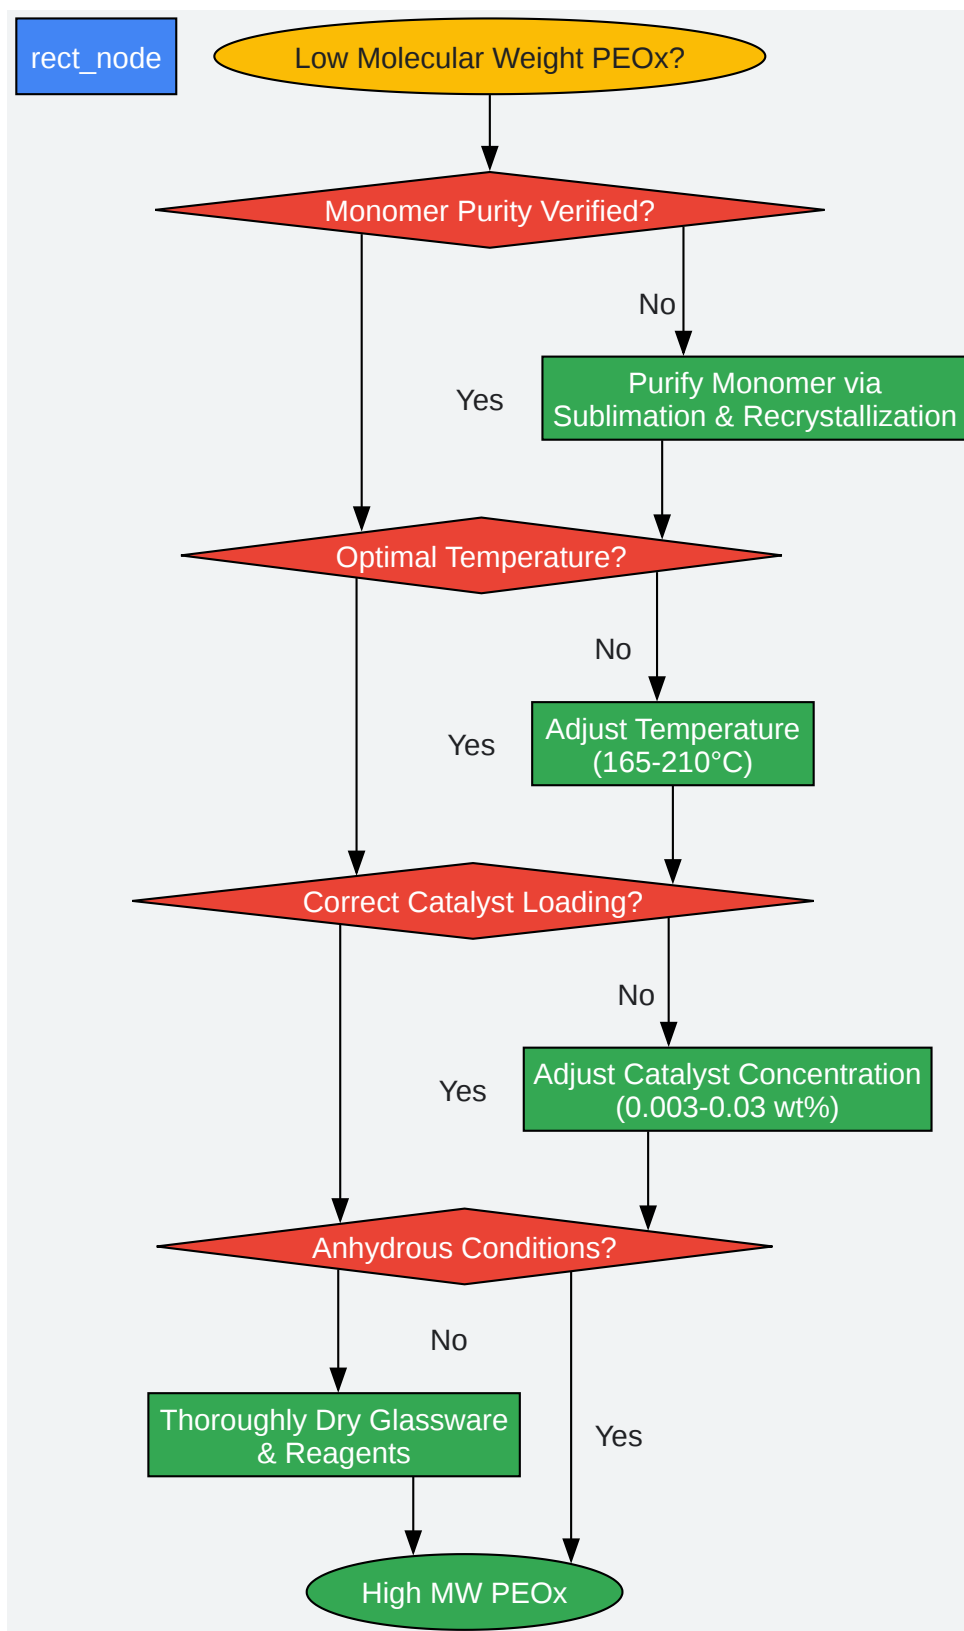 rect_node
Low Molecular Weight PEOx?
Monomer Purity Verified?
No
Purify Monomer via
Sublimation & Recrystallization
Yes
Optimal Temperature?
No
Adjust Temperature
(165-210°C)
Yes
Correct Catalyst Loading?
No
Adjust Catalyst Concentration
(0.003-0.03 wt%)
Yes
Anhydrous Conditions?
No
Thoroughly Dry Glassware
& Reagents
Yes
High MW PEOx